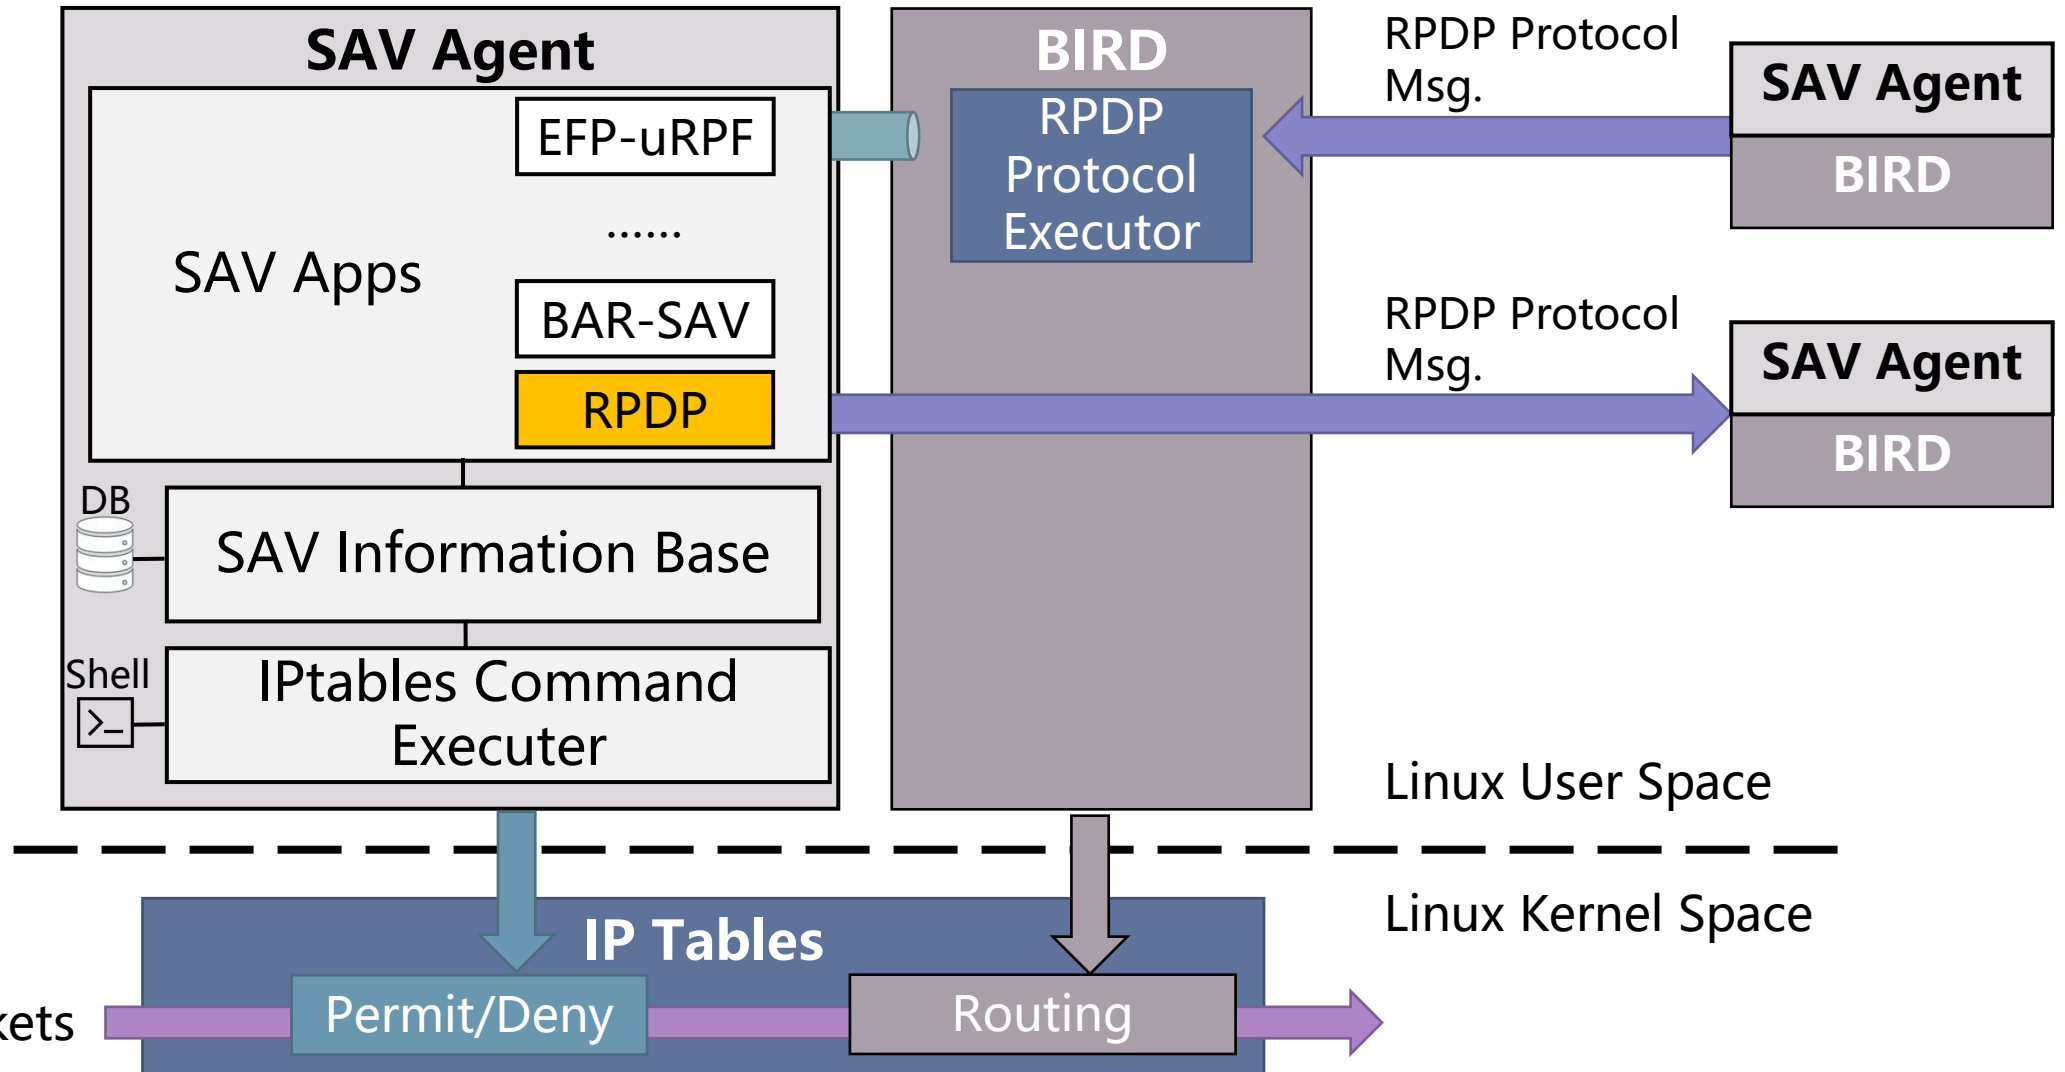 SAV Agent
EFP-uRPF
......
SAV Apps
BAR-SAV
RPDP
DB
SAV Information Base
Shell
>_
IPtables Command
Executer
BIRD
RPDP
Protocol
Executor
RPDP Protocol
Msg.
SAV Agent
BIRD
RPDP Protocol
Msg.
SAV Agent
BIRD
Linux User Space
Linux Kernel Space
IP Tables
Permit/Deny
Routing